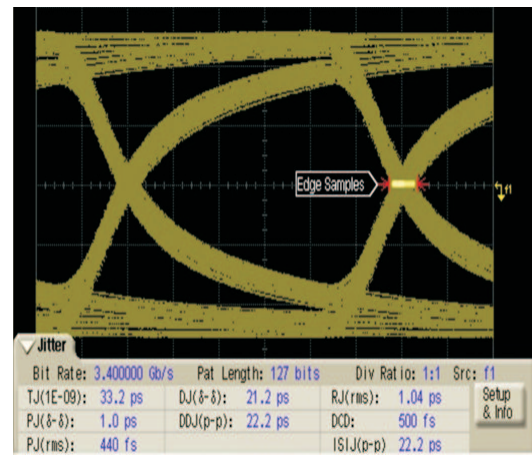 Edge Samples
f1
Jitter
Bit Rate: 3.400000 Gb/s Pat Length: 127 bits Div Ratio: 1:1 Src: f1
TJ(1E-09): 33.2 ps DJ(δ-δ): 21.2 ps RJ(rms): 1.04 ps Setup & Info
PJ(δ-δ): 1.0 ps DDJ(p-p): 22.2 ps DCD: 500 fs
PJ(rms): 440 fs ISIJ(p-p) 22.2 ps